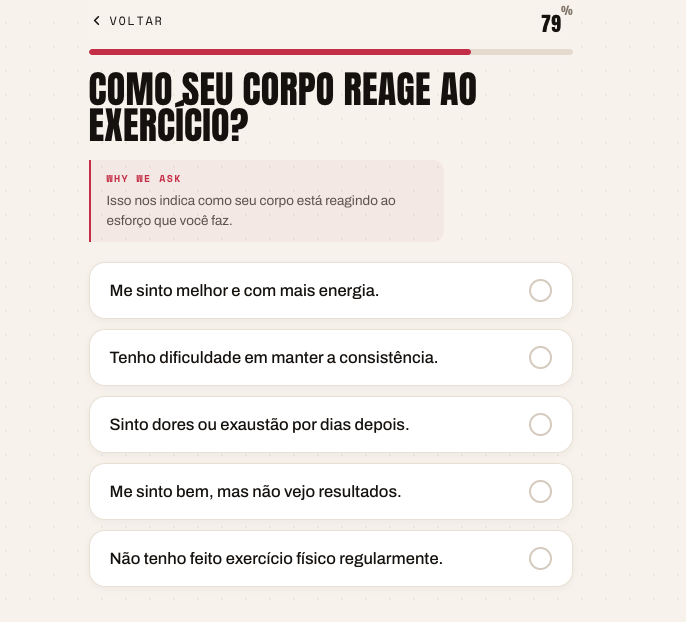 VOLTAR
79%
COMO SEU CORPO REAGE AO
EXERCÍCIO?
WHY WE ASK
Isso nos indica como seu corpo está reagindo ao
esforço que você faz.
Me sinto melhor e com mais energia.
Tenho dificuldade em manter a consistência.
Sinto dores ou exaustão por dias depois.
Me sinto bem, mas não vejo resultados.
Não tenho feito exercício físico regularmente.